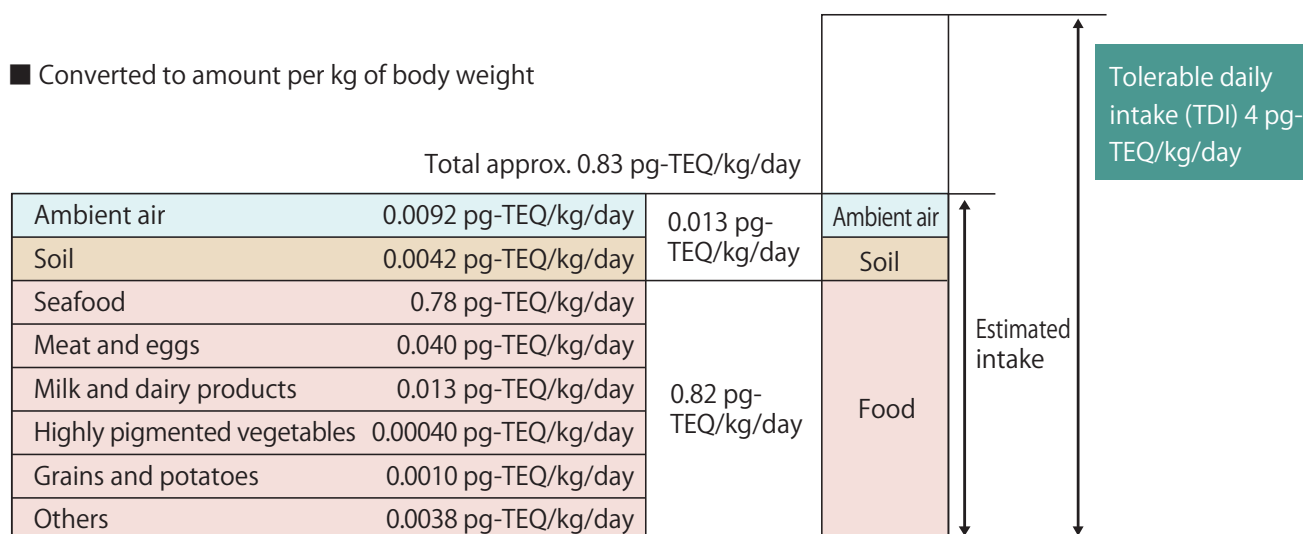 ■ Converted to amount per kg of body weight
Tolerable daily
intake (TDI) 4 pg-
TEQ/kg/day
Total approx. 0.83 pg-TEQ/kg/day
Ambient air 0.0092 pg-TEQ/kg/day
Soil 0.0042 pg-TEQ/kg/day
0.013 pg-
TEQ/kg/day
Ambient air
Soil
Seafood 0.78 pg-TEQ/kg/day
Meat and eggs 0.040 pg-TEQ/kg/day
Milk and dairy products 0.013 pg-TEQ/kg/day
Highly pigmented vegetables 0.00040 pg-TEQ/kg/day
Grains and potatoes 0.0010 pg-TEQ/kg/day
Others 0.0038 pg-TEQ/kg/day
0.82 pg-
TEQ/kg/day
Food
Estimated
intake